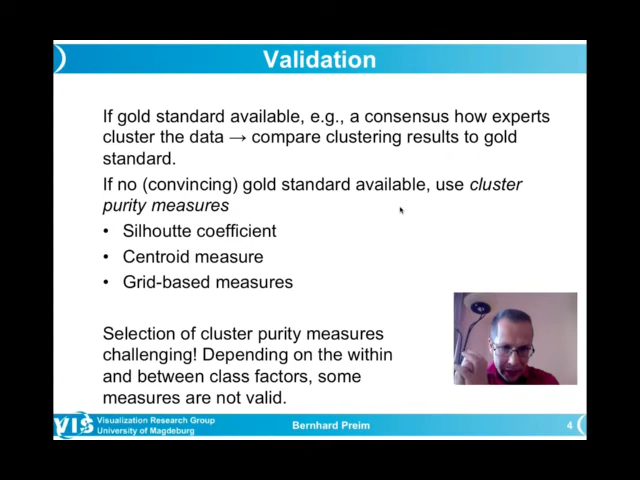 Validation
If gold standard available, e.g., a consensus how experts
cluster the data → compare clustering results to gold
standard.
If no (convincing) gold standard available, use cluster
purity measures
• Silhoutte coefficient
• Centroid measure
• Grid-based measures
Selection of cluster purity measures
challenging! Depending on the within
and between class factors, some
measures are not valid.
VIS
Visualization Research Group
University of Magdeburg
Bernhard Preim
4